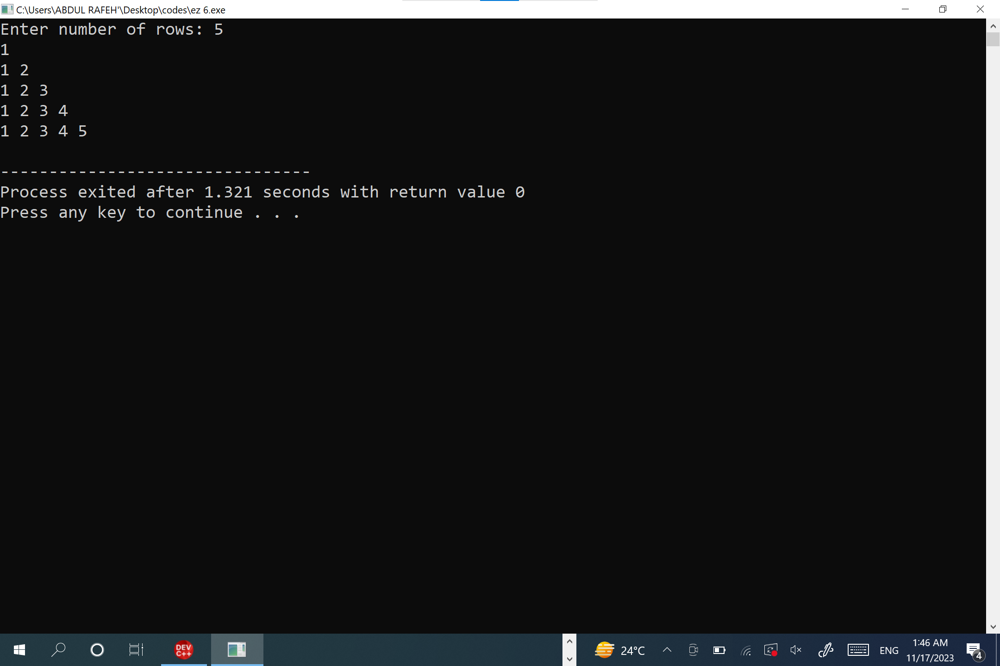 C:\Users\ABDUL RAFEH'\Desktop\codes\ez 6.exe
Enter number of rows: 5
1
1 2
1 2 3
1 2 3 4
1 2 3 4 5
--------------------------------
Process exited after 1.321 seconds with return value 0
Press any key to continue . . .
DEV
C++
24°C
ENG
1:46 AM
11/17/2023
4